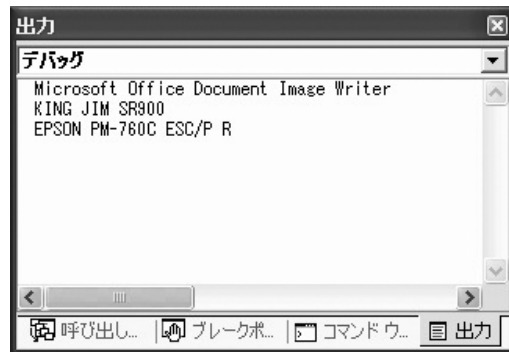 出力
デバッグ
Microsoft Office Document Image Writer
KING JIM SR900
EPSON PM-760C ESC/P R
呼び出し... ブレークポ... コマンド ウ... 出力